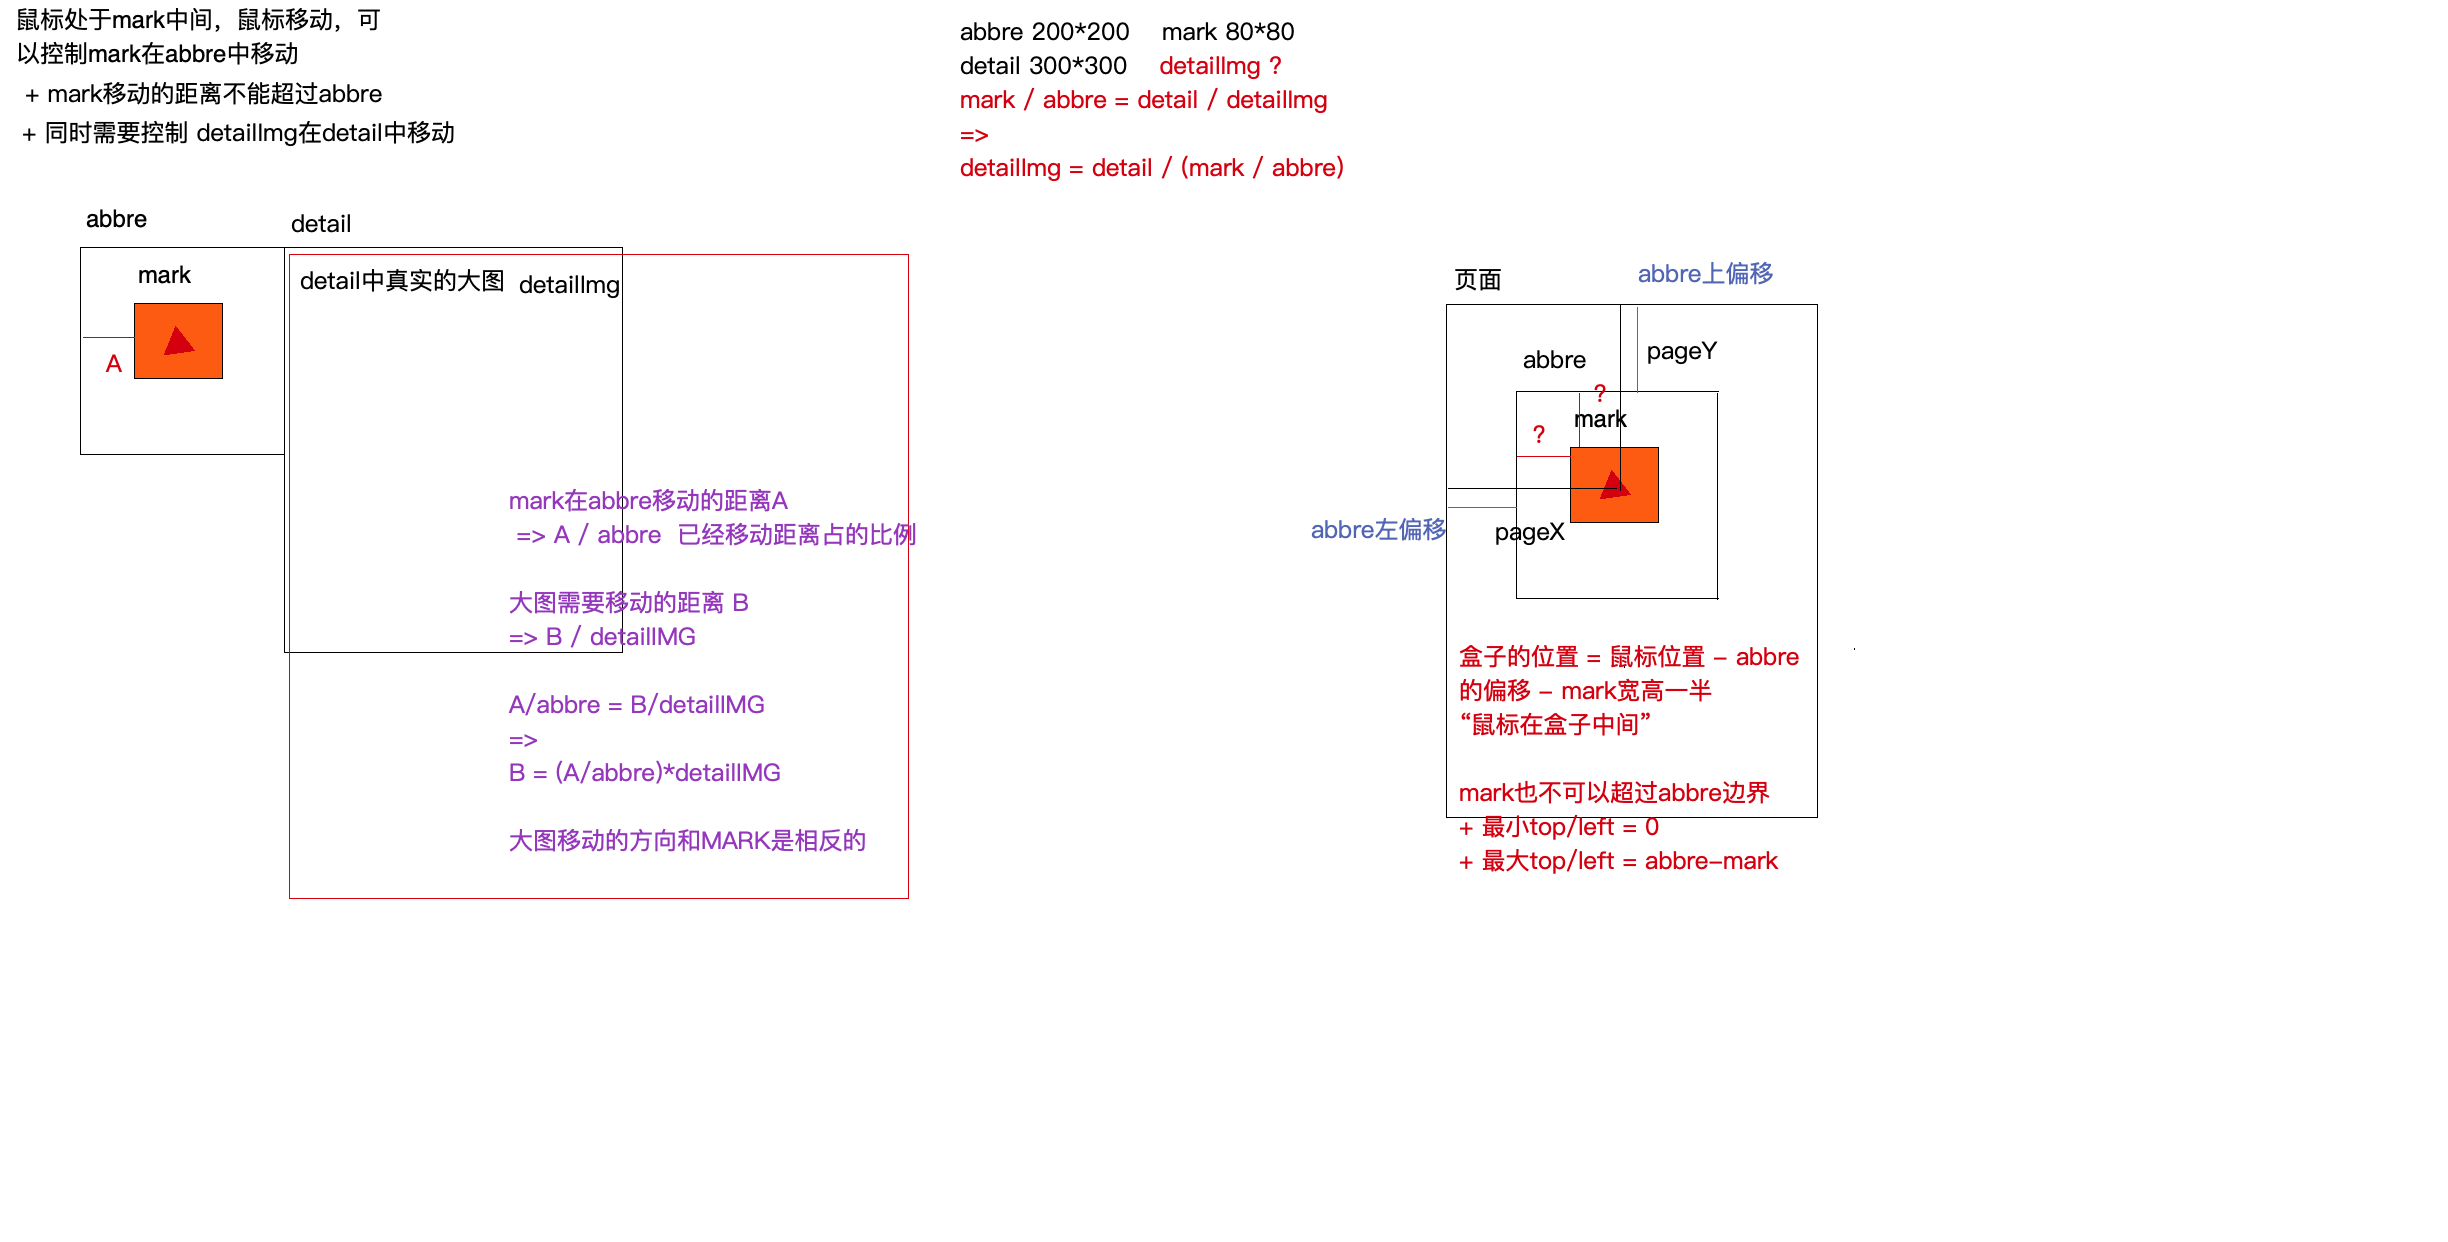 鼠标处于mark中间，鼠标移动，可
以控制mark在abbre中移动
+ mark移动的距离不能超过abbre
+ 同时需要控制 detailImg在detail中移动
abbre 200*200 mark 80*80
detail 300*300 detailImg ?
mark / abbre = detail / detailImg
=>
detailImg = detail / (mark / abbre)
abbre
detail
mark
detail中真实的大图 detailImg
A
mark在abbre移动的距离A
=> A / abbre 已经移动距离占的比例
大图需要移动的距离 B
=> B / detailIMG
A/abbre = B/detailIMG
=>
B = (A/abbre)*detailIMG
大图移动的方向和MARK是相反的
页面
abbre上偏移
pageY
abbre
?
mark
?
abbre左偏移
pageX
盒子的位置 = 鼠标位置 - abbre
的偏移 - mark宽高一半
“鼠标在盒子中间”
mark也不可以超过abbre边界
+ 最小top/left = 0
+ 最大top/left = abbre-mark